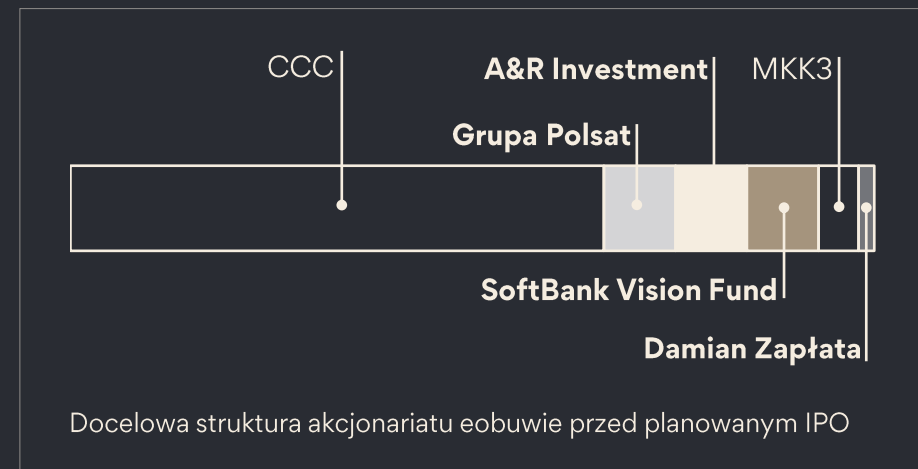 CCC
A&R Investment
MKK3
Grupa Polsat
SoftBank Vision Fund
Damian Zapłata
Docelowa struktura akcjonariatu eobuwie przed planowanym IPO